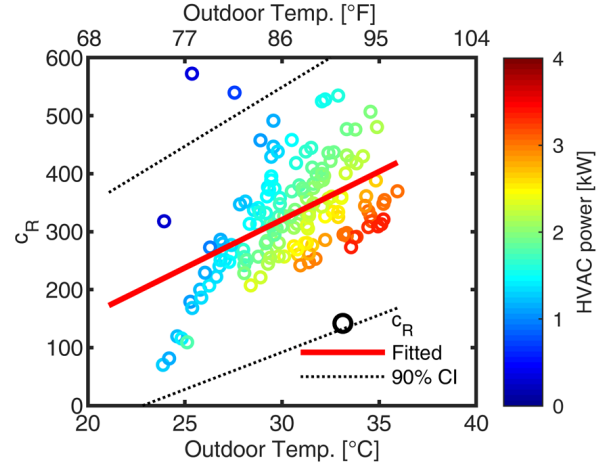 Outdoor Temp. [°F]
68 77 86 95 104
600
500
400
300
200
100
0
c_R
20 25 30 35 40
Outdoor Temp. [°C]
c_R
Fitted
90% CI
4
3
2
1
0
HVAC power [kW]